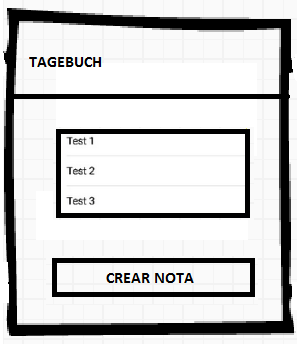 TAGEBUCH
Test 1
Test 2
Test 3
CREAR NOTA